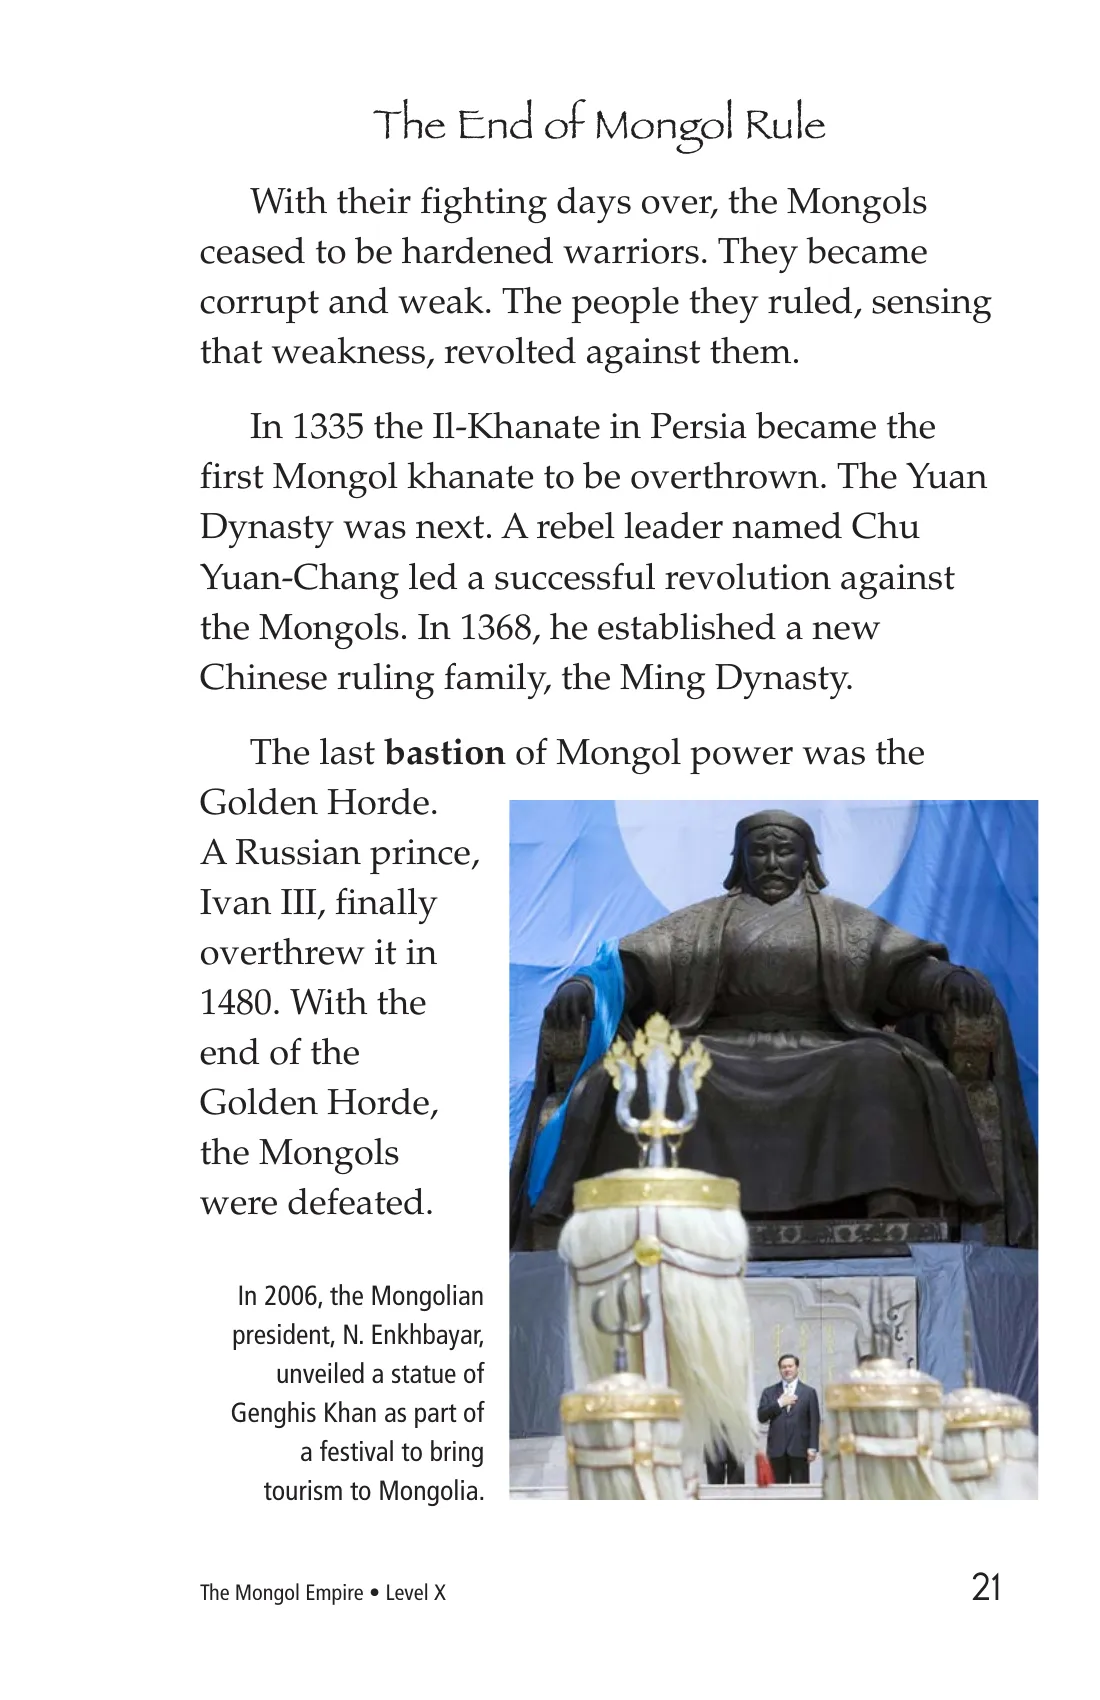 The End of Mongol Rule
With their fighting days over, the Mongols
ceased to be hardened warriors. They became
corrupt and weak. The people they ruled, sensing
that weakness, revolted against them.
In 1335 the Il-Khanate in Persia became the
first Mongol khanate to be overthrown. The Yuan
Dynasty was next. A rebel leader named Chu
Yuan-Chang led a successful revolution against
the Mongols. In 1368, he established a new
Chinese ruling family, the Ming Dynasty.
The last bastion of Mongol power was the
Golden Horde.
A Russian prince,
Ivan III, finally
overthrew it in
1480. With the
end of the
Golden Horde,
the Mongols
were defeated.
In 2006, the Mongolian
president, N. Enkhbayar,
unveiled a statue of
Genghis Khan as part of
a festival to bring
tourism to Mongolia.
The Mongol Empire • Level X
21